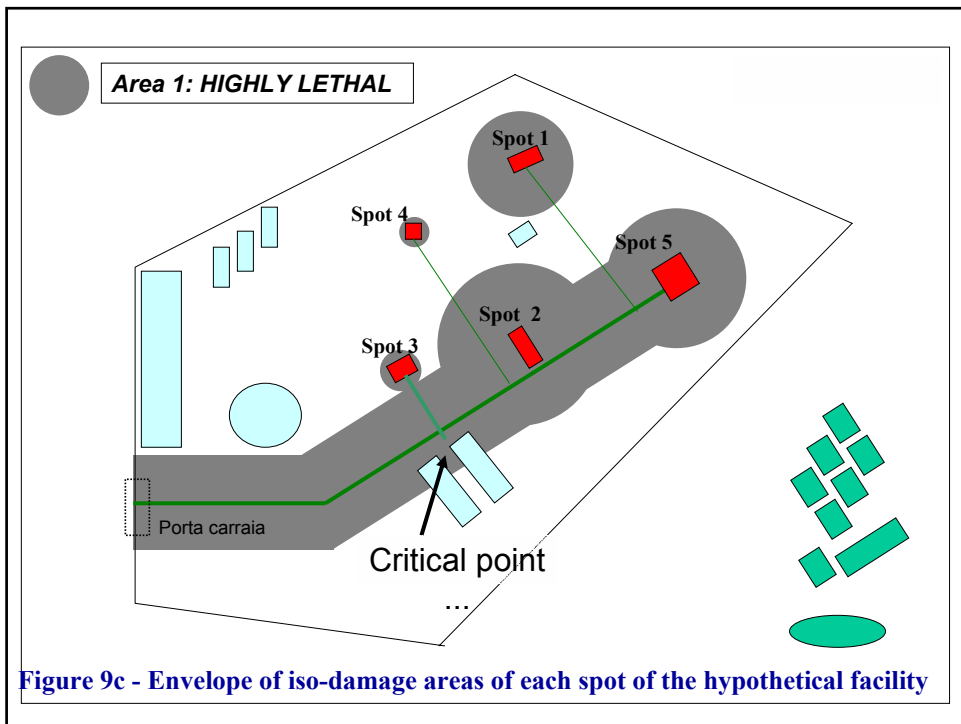 Area 1: HIGHLY LETHAL
Spot 1
Spot 4
Spot 5
Spot 2
Spot 3
Porta carraia
Critical point
...
Figure 9c - Envelope of iso-damage areas of each spot of the hypothetical facility